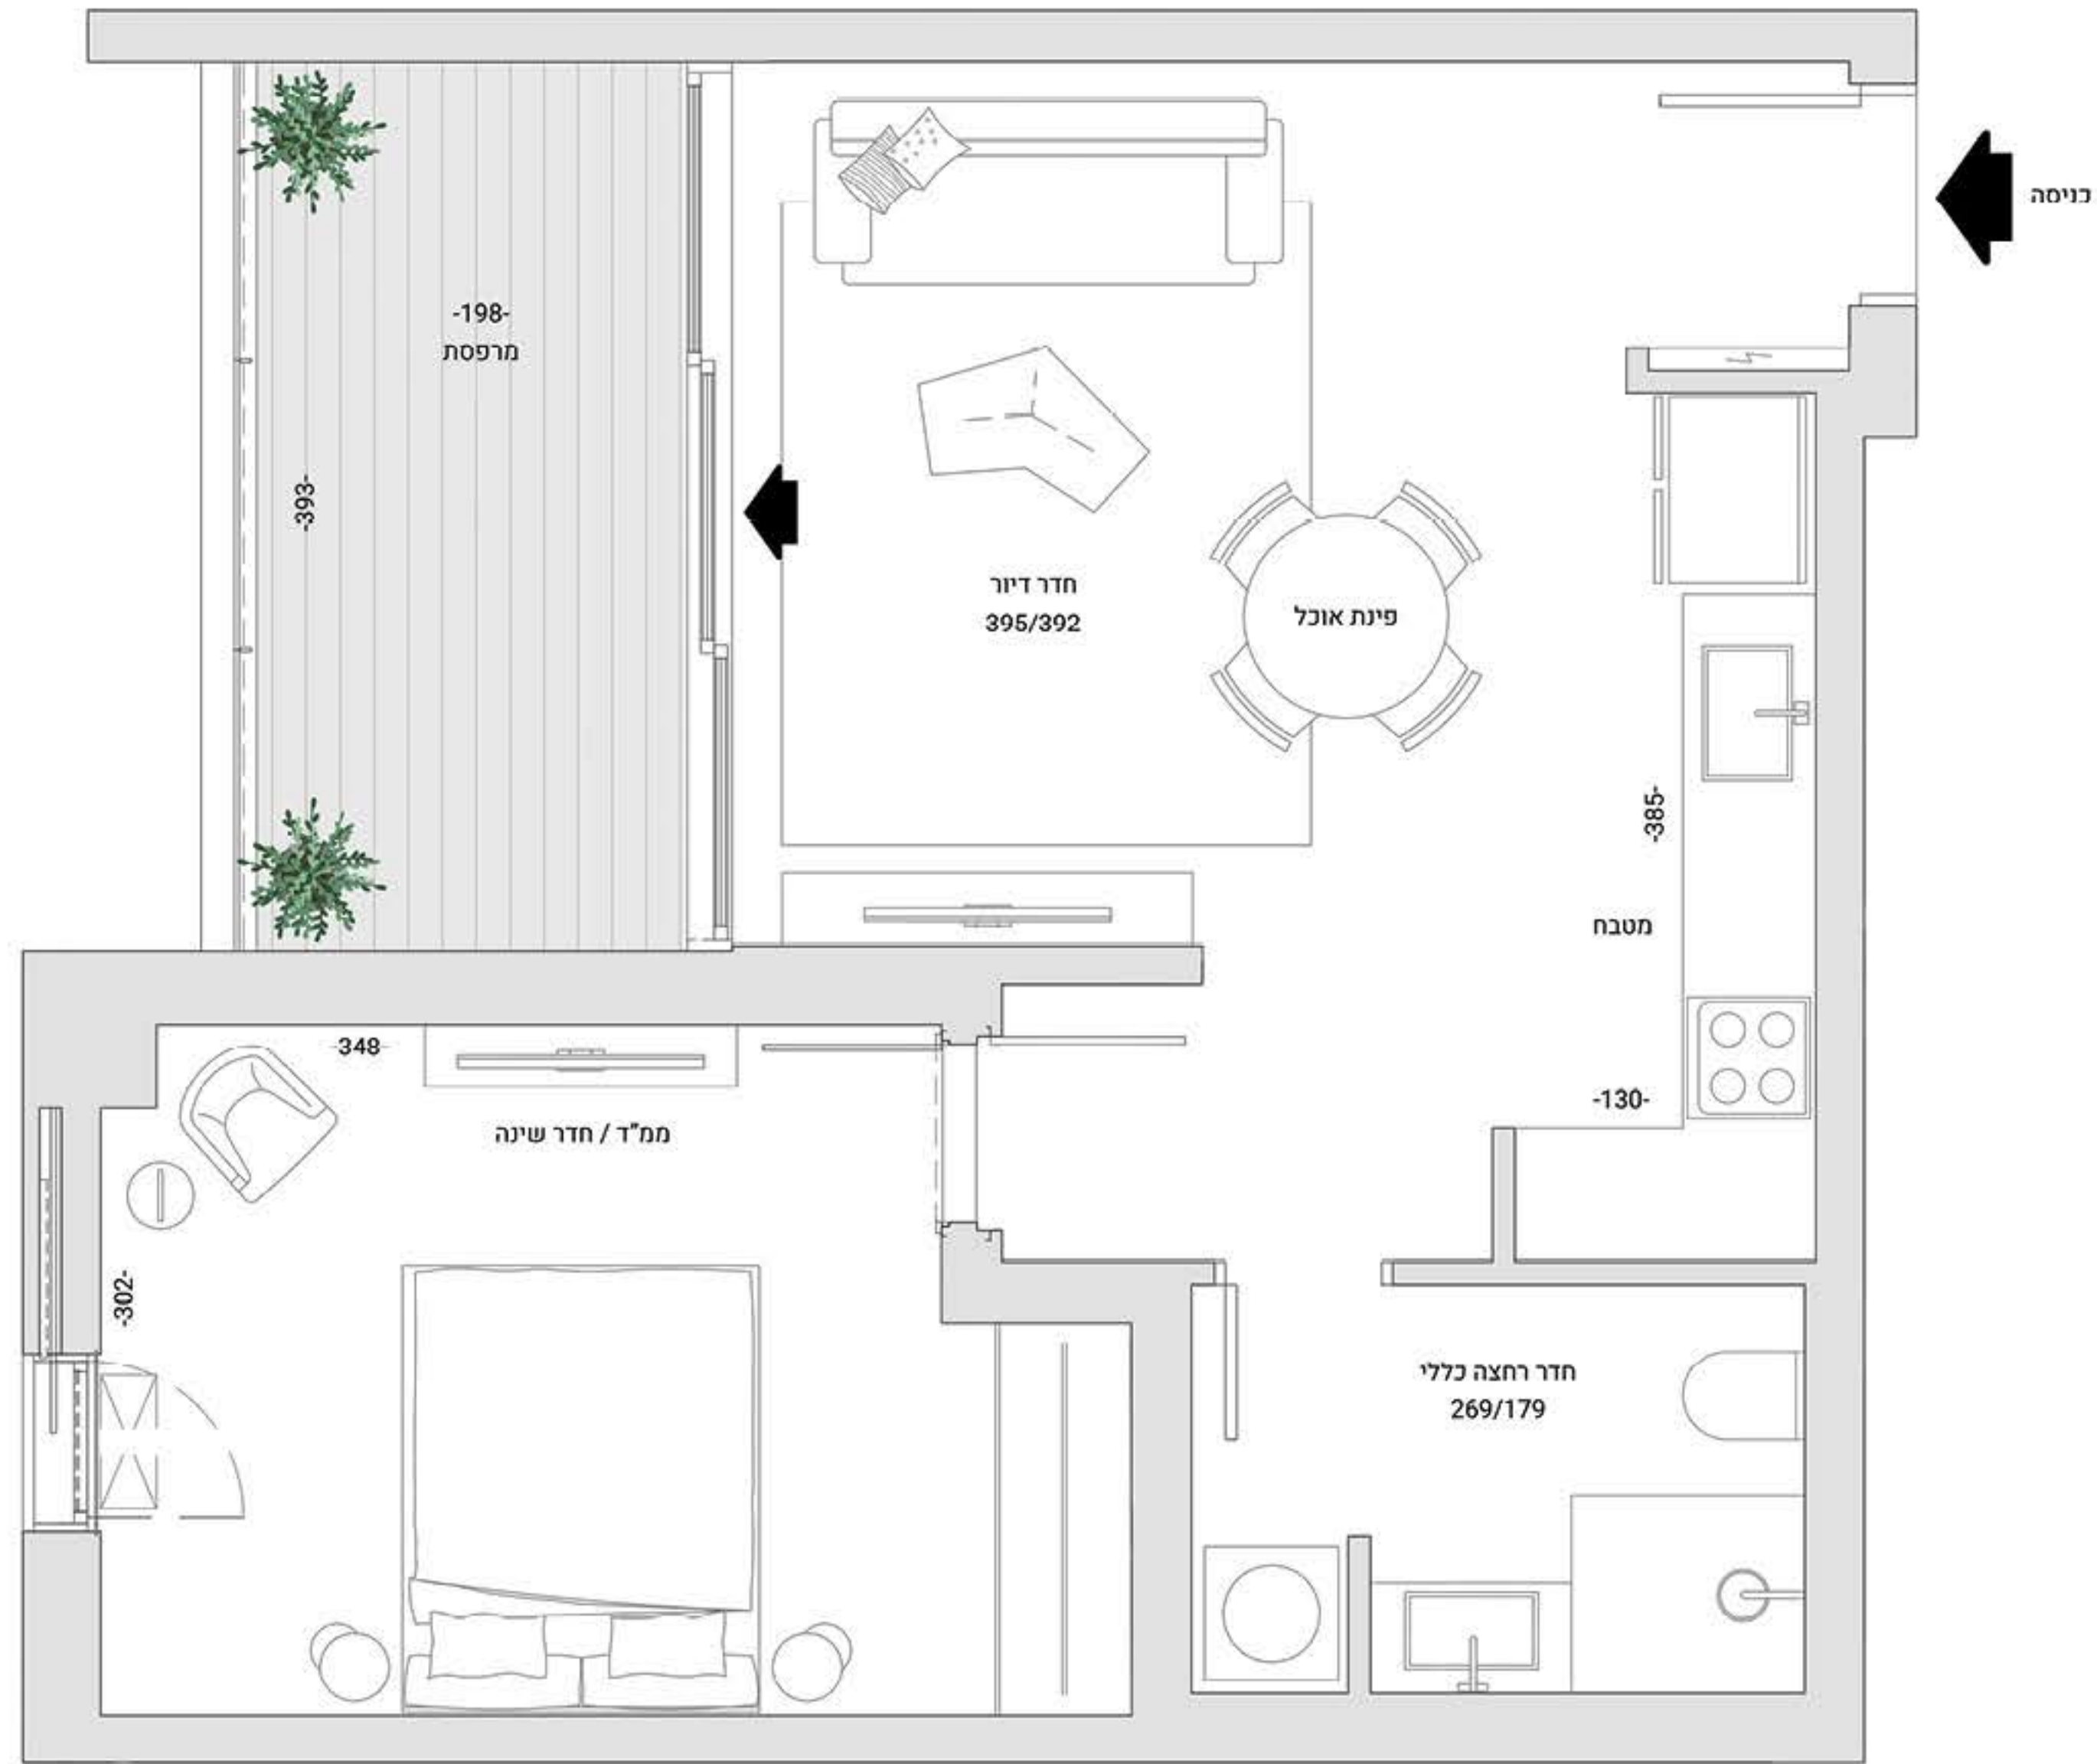 כניסה
-198-
מרפסת
-393-
חדר דיור
395/392
פינת אוכל
-385-
מטבח
-130-
348
ממ״ד / חדר שינה
-302-
חדר רחצה כללי
269/179